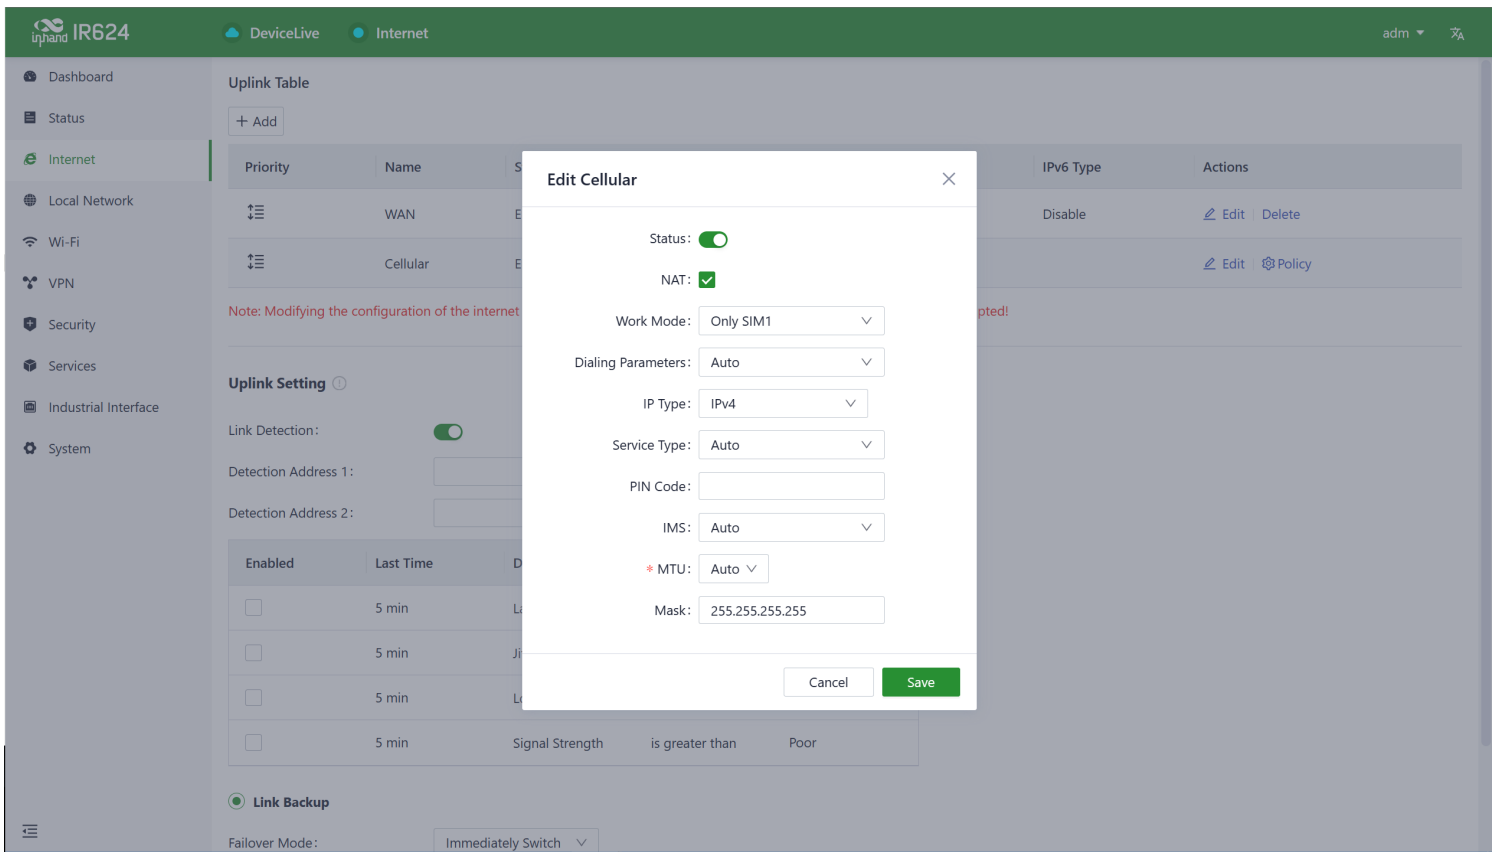 inhand IR624
DeviceLive
Internet
adm
Dashboard
Status
Internet
Local Network
Wi-Fi
VPN
Security
Services
Industrial Interface
System
Uplink Table
+ Add
Priority Name S IPv6 Type Actions
WAN E Disable Edit Delete
Cellular E Edit Policy
Note: Modifying the configuration of the internet pted!
Uplink Setting
Link Detection:
Detection Address 1:
Detection Address 2:
Enabled Last Time D
5 min La
5 min Ji
5 min Lo
5 min Signal Strength is greater than Poor
Link Backup
Failover Mode: Immediately Switch
Edit Cellular
Status:
NAT:
Work Mode: Only SIM1
Dialing Parameters: Auto
IP Type: IPv4
Service Type: Auto
PIN Code:
IMS: Auto
* MTU: Auto
Mask: 255.255.255.255
Cancel Save